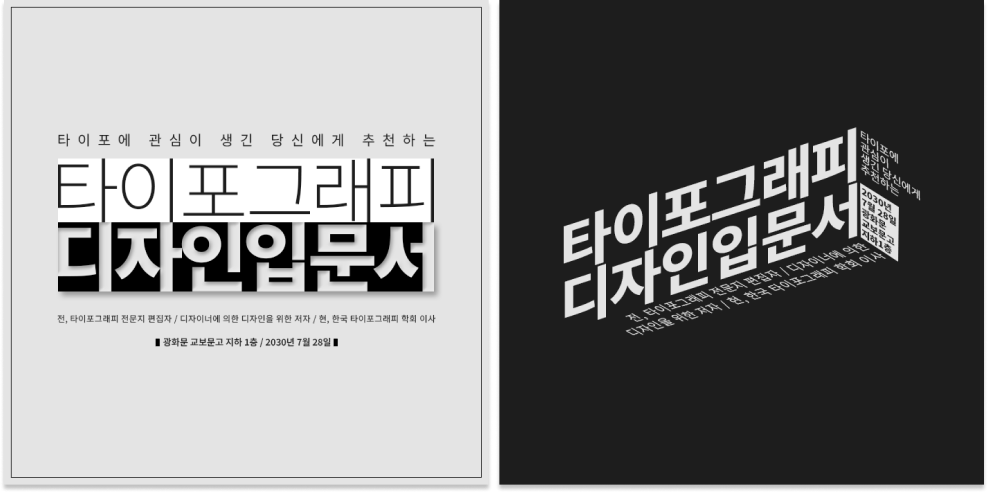 타이포에 관심이 생긴 당신에게 추천하는
타이포그래피
디자인입문서
전, 타이포그래피 전문지 편집자 / 디자이너에 의한 디자인을 위한 저자 / 현, 한국 타이포그래피 학회 이사
광화문 교보문고 지하 1층 / 2030년 7월 28일
타이포그래피
디자인입문서
타이포에
관심이
생긴 당신에게
추천하는
2030년
7월 28일
광화문
교보문고
지하1층
전, 타이포그래피 전문지 편집자 / 디자이너에 의한
디자인을 위한 저자 / 현, 한국 타이포그래피 학회 이사